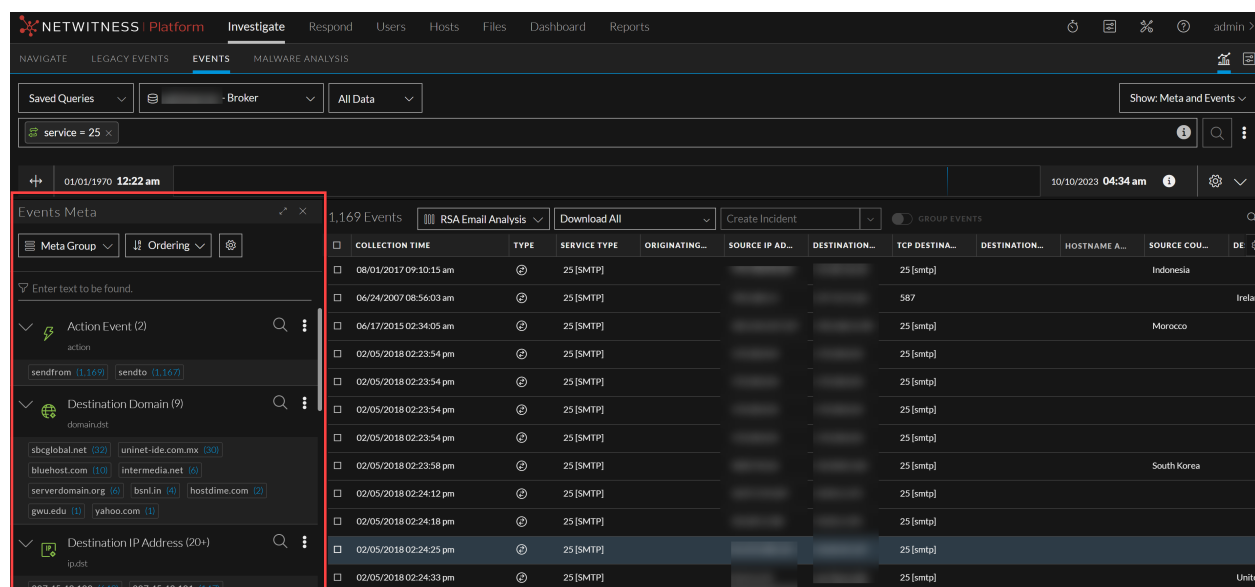 NETWITNESS Platform Investigate Respond Users Hosts Files Dashboard Reports admin
NAVIGATE LEGACY EVENTS EVENTS MALWARE ANALYSIS
Saved Queries - Broker All Data Show: Meta and Events
service = 25
01/01/1970 12:22 am 10/10/2023 04:34 am
Events Meta
Meta Group Ordering
Enter text to be found.
Action Event (2)
action
sendfrom (1,169) sendto (1,167)
Destination Domain (9)
domain.dst
sbcglobal.net (32) uninet-ide.com.mx (30)
bluehost.com (10) intermedia.net (6)
serverdomain.org (6) bsnl.in (4) hostdime.com (2)
gwu.edu (1) yahoo.com (1)
Destination IP Address (20+)
ip.dst
1,169 Events RSA Email Analysis Download All Create Incident GROUP EVENTS
COLLECTION TIME TYPE SERVICE TYPE ORIGINATING... SOURCE IP AD... DESTINATION... TCP DESTINA... DESTINATION... HOSTNAME A... SOURCE COU... DE
08/01/2017 09:10:15 am 25 [SMTP] 25 [smtp] Indonesia
06/24/2007 08:56:03 am 25 [SMTP] 587 Irela
06/17/2015 02:34:05 am 25 [SMTP] 25 [smtp] Morocco
02/05/2018 02:23:54 pm 25 [SMTP] 25 [smtp]
02/05/2018 02:23:54 pm 25 [SMTP] 25 [smtp]
02/05/2018 02:23:54 pm 25 [SMTP] 25 [smtp]
02/05/2018 02:23:54 pm 25 [SMTP] 25 [smtp]
02/05/2018 02:23:58 pm 25 [SMTP] 25 [smtp] South Korea
02/05/2018 02:24:12 pm 25 [SMTP] 25 [smtp]
02/05/2018 02:24:18 pm 25 [SMTP] 25 [smtp]
02/05/2018 02:24:25 pm 25 [SMTP] 25 [smtp]
02/05/2018 02:24:33 pm 25 [SMTP] 25 [smtp] Unit